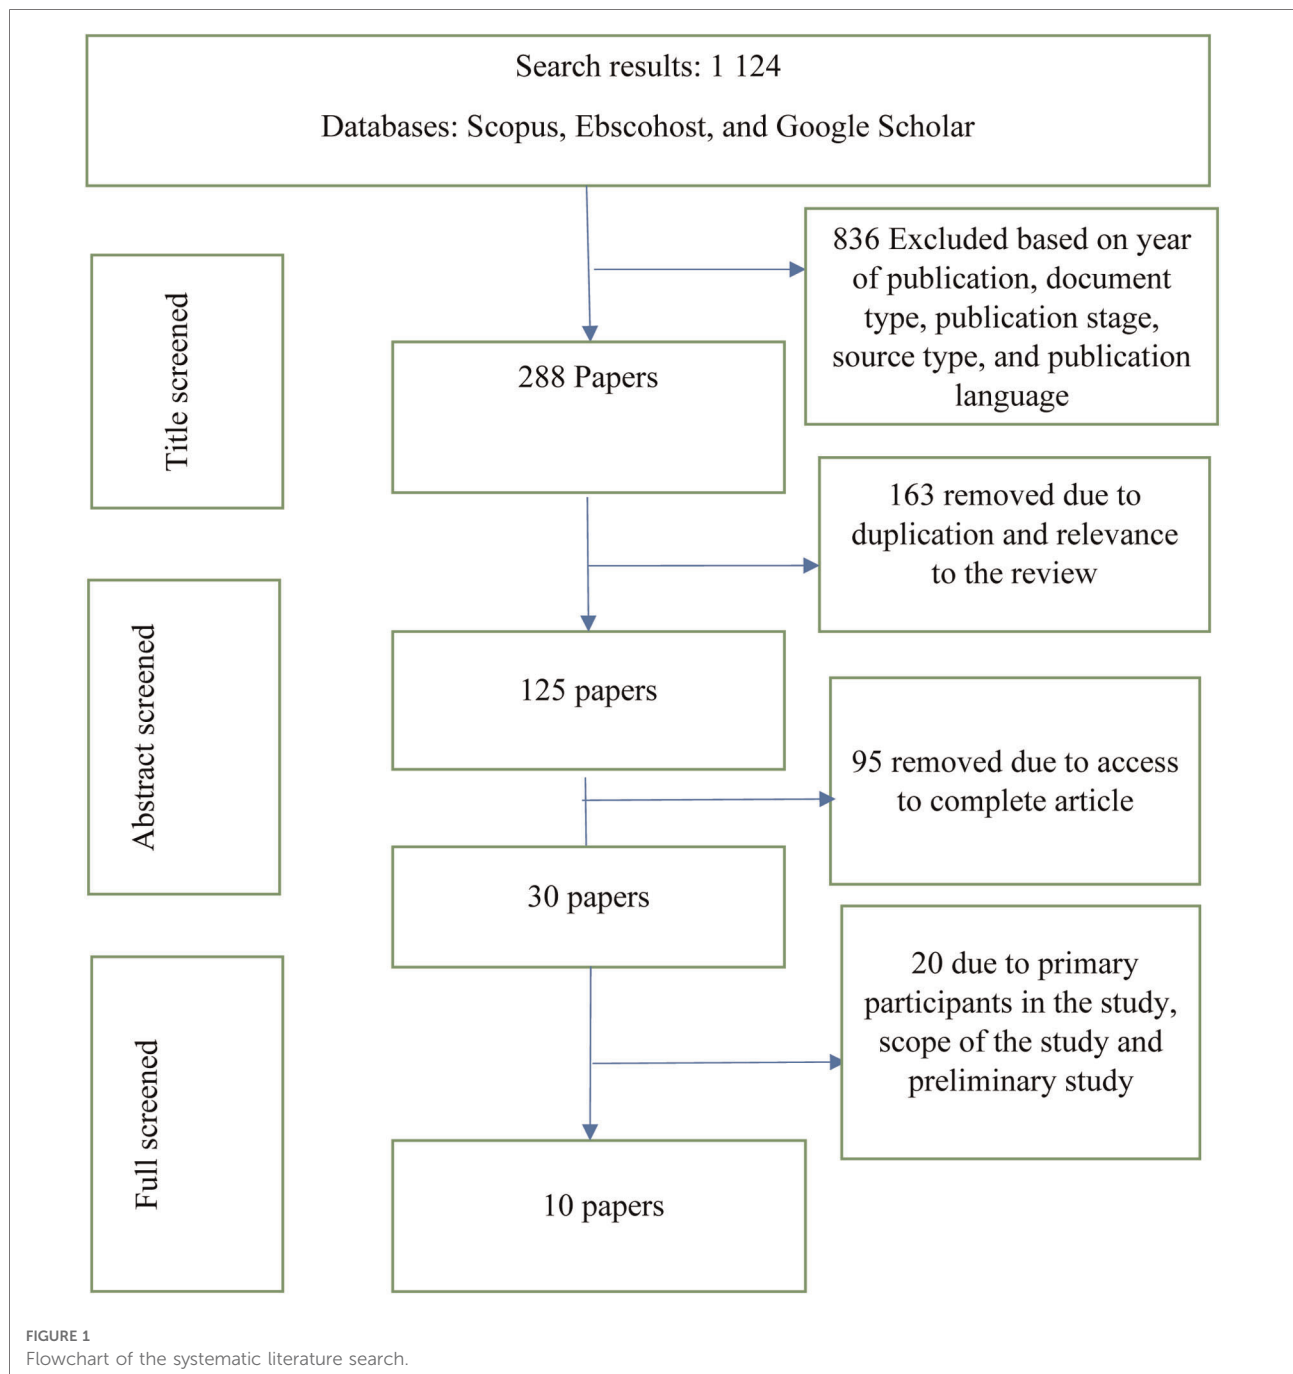 Search results: 1 124
Databases: Scopus, Ebscohost, and Google Scholar
836 Excluded based on year
of publication, document
type, publication stage,
source type, and publication
language
Title screened
288 Papers
163 removed due to
duplication and relevance
to the review
Abstract screened
125 papers
95 removed due to access
to complete article
30 papers
20 due to primary
participants in the study,
scope of the study and
preliminary study
Full screened
10 papers
FIGURE 1
Flowchart of the systematic literature search.